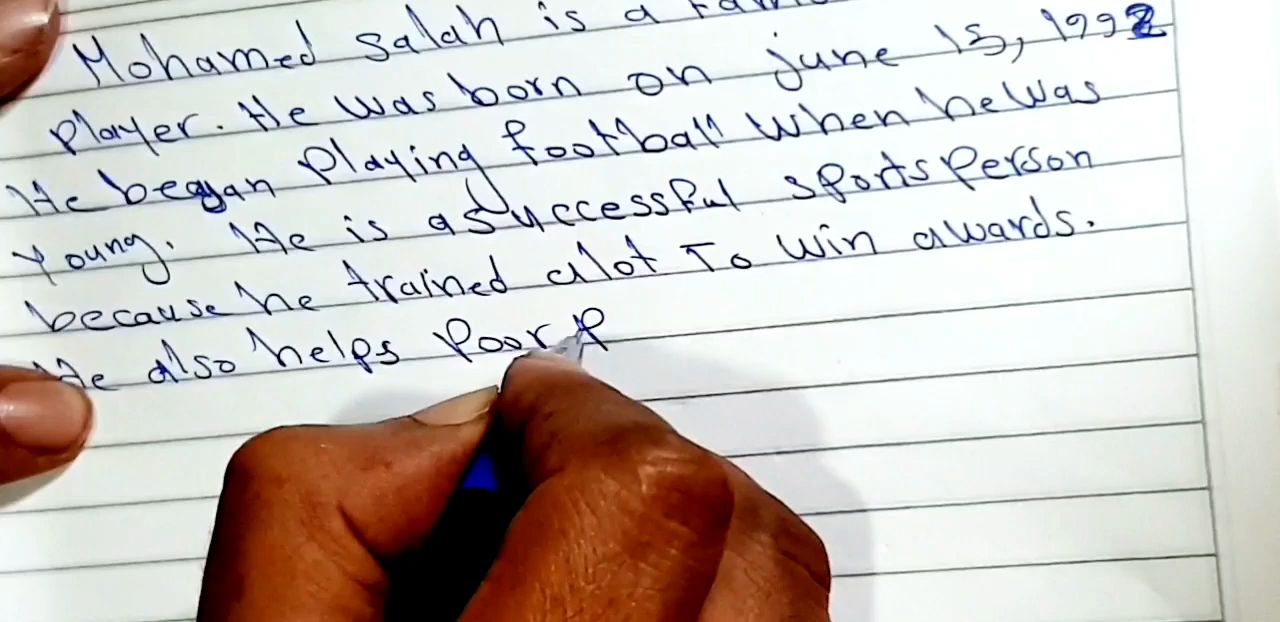 Mohamed Salah is a
Player. He was born on june 15, 1992
He began Playing football when he was
Young. He is a successful sports Person
because he trained alot To win awards.
He also helps Poor P